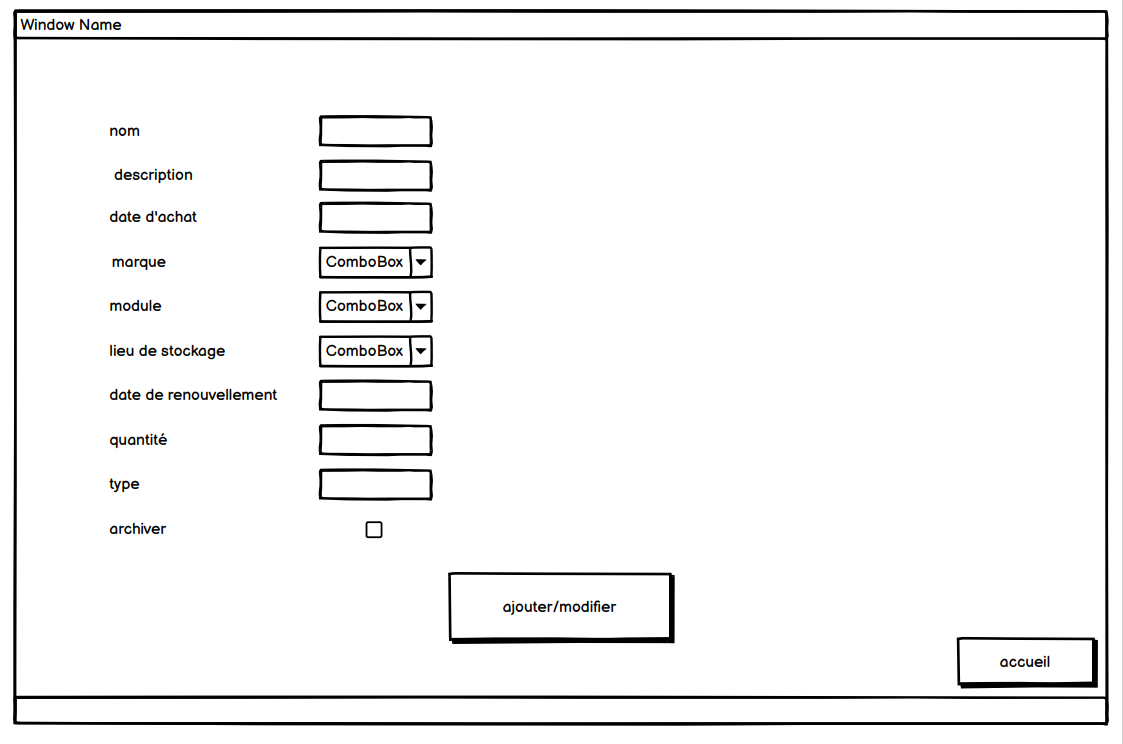 Window Name
nom
description
date d'achat
marque ComboBox
module ComboBox
lieu de stockage ComboBox
date de renouvellement
quantité
type
archiver
ajouter/modifier
accueil